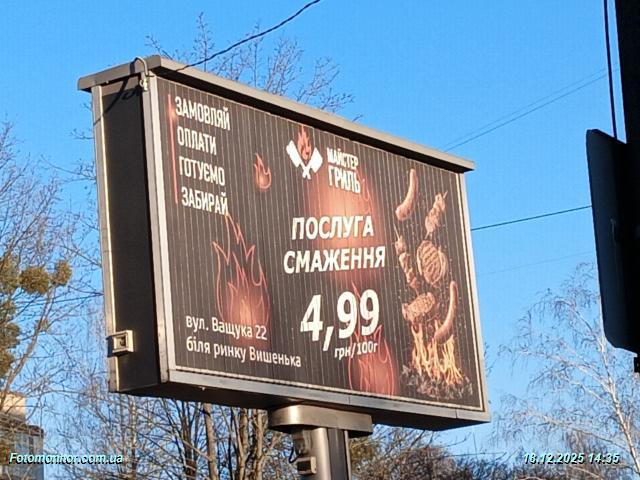 ЗАМОВЛЯЙ
ОПЛАТИ
ГОТУЄМО
ЗАБИРАЙ
МАЙСТЕР
ГРИЛЬ
ПОСЛУГА
СМАЖЕННЯ
4,99
грн/100г
вул. Ващука 22
біля ринку Вишенька
Fotomonitor.com.ua
18.12.2025 14:35